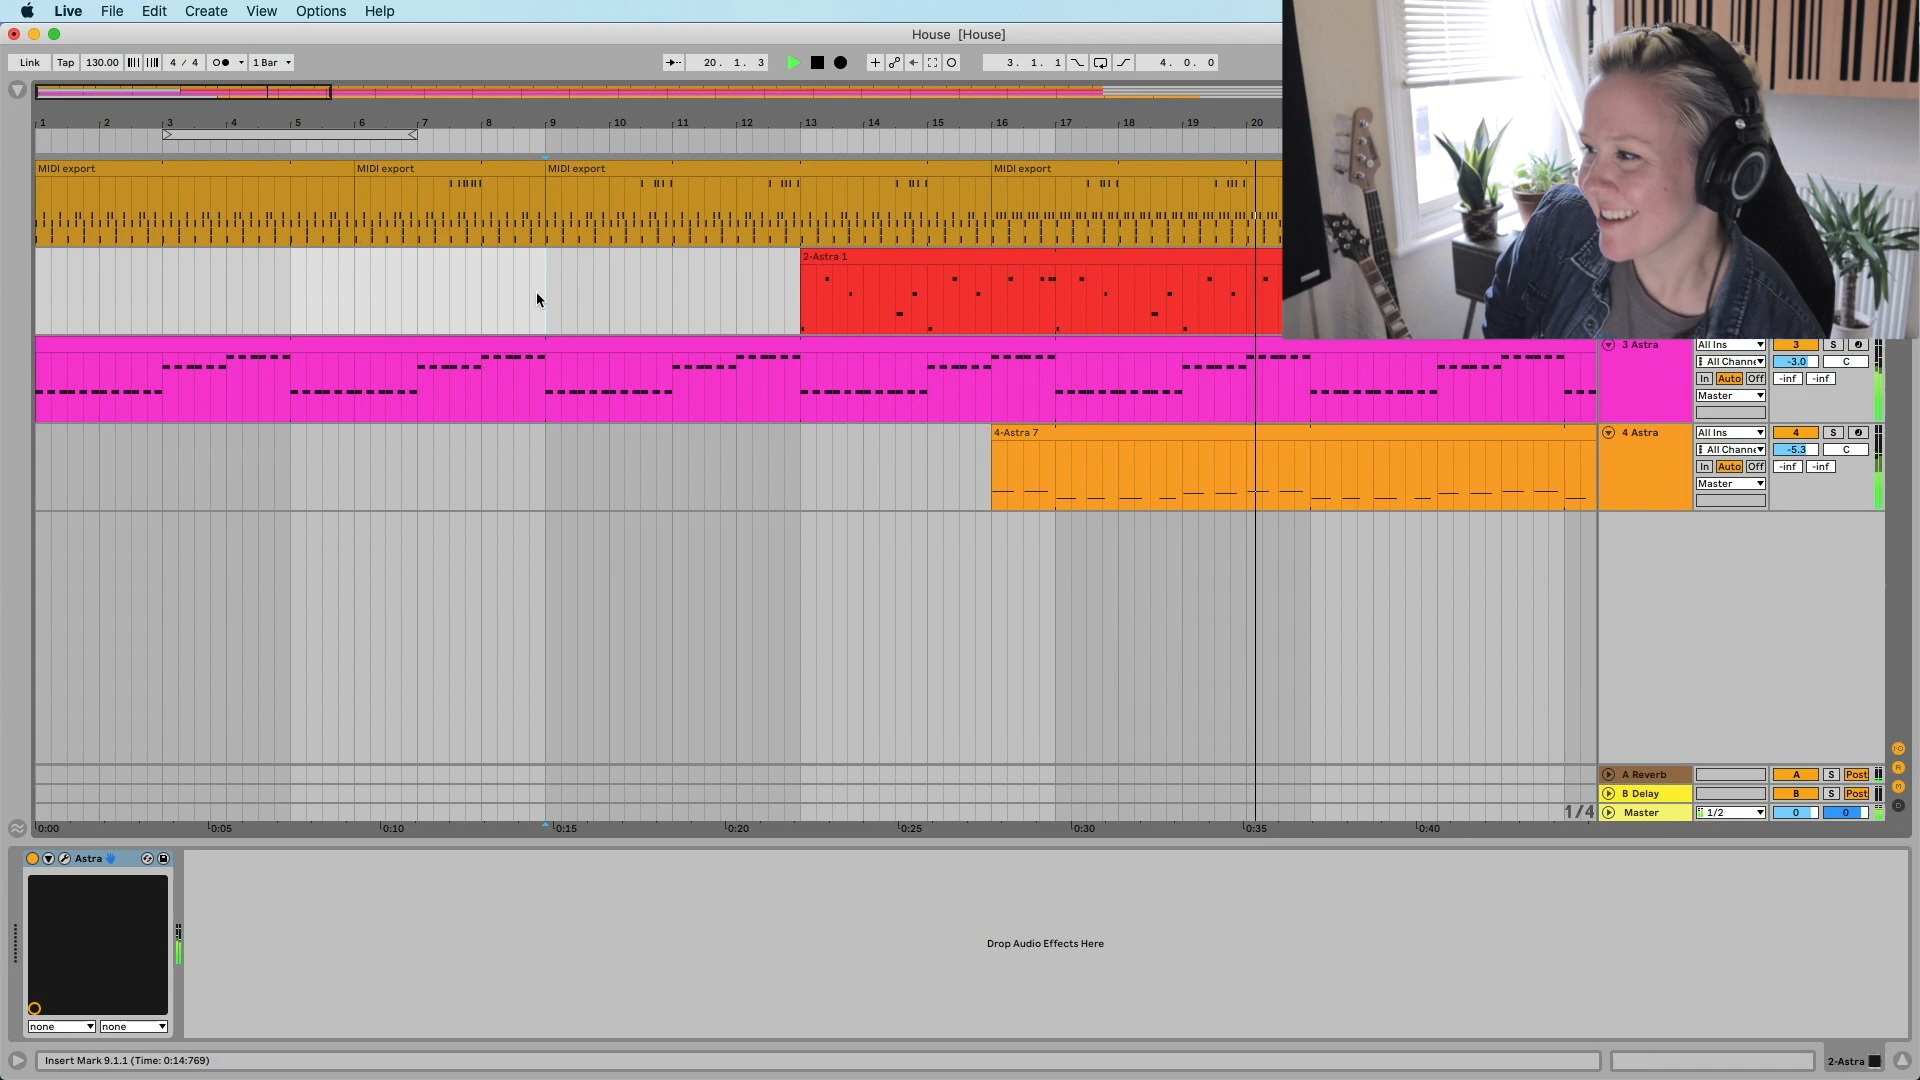 Live File Edit Create View Options Help
House [House]
Link Tap 130.00 4 / 4 1 Bar 20. 1. 3 3. 1. 1 4. 0. 0
1 2 3 4 5 6 7 8 9 10 11 12 13 14 15 16 17 18 19 20
MIDI export MIDI export MIDI export MIDI export
2-Astra 1
3 Astra All Ins 3 S
All Channe -3.0 C
In Auto Off -inf -inf
Master
4-Astra 7 4 Astra All Ins 4 S
All Channe -5.3 C
In Auto Off -inf -inf
Master
A Reverb A S Post
B Delay B S Post
1/4 Master 1/2 0 0
0:00 0:05 0:10 0:15 0:20 0:25 0:30 0:35 0:40
Astra
Drop Audio Effects Here
none none
Insert Mark 9.1.1 (Time: 0:14:769) 2-Astra